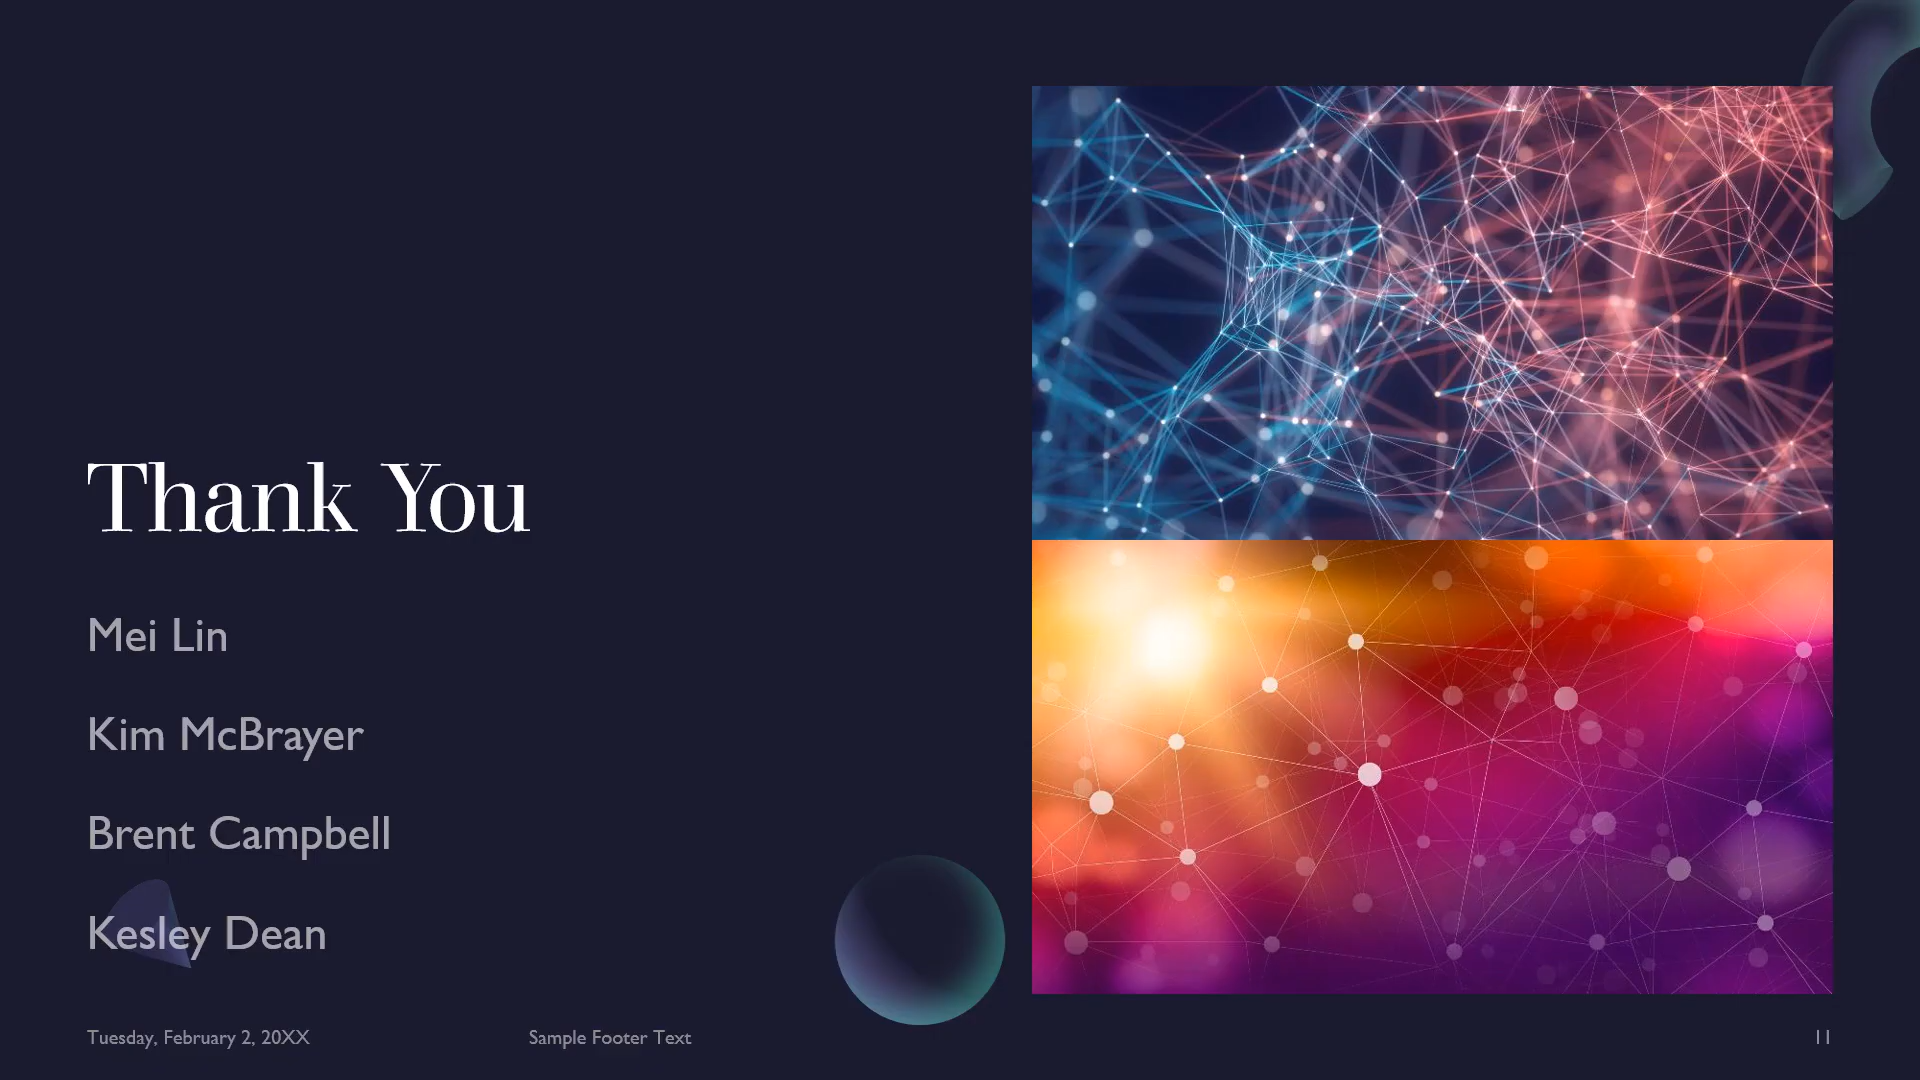 Thank You
Mei Lin
Kim McBrayer
Brent Campbell
Kesley Dean
Tuesday, February 2, 20XX
Sample Footer Text
11